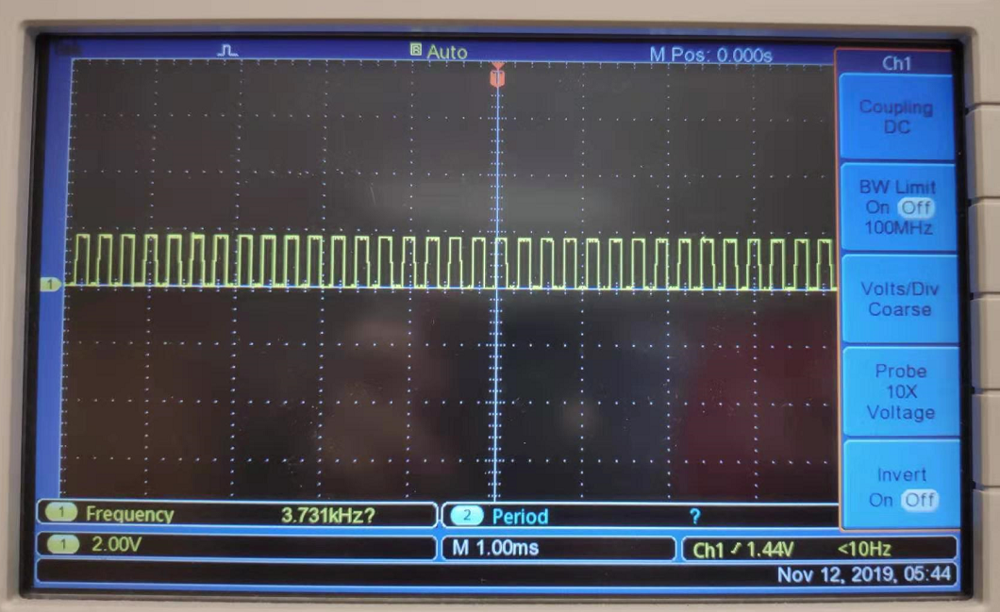 B Auto
M Pos: 0.000s
Ch1
T
Coupling
DC
BW Limit
On Off
100MHz
1
Volts/Div
Coarse
Probe
10X
Voltage
Invert
On Off
1 Frequency 3.731kHz?
2 Period ?
1 2.00V
M 1.00ms
Ch1 / 1.44V <10Hz
Nov 12, 2019, 05:44